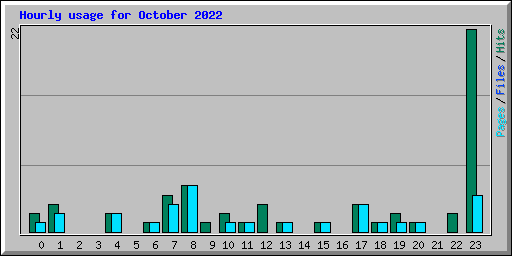 Hourly usage for October 2022
22
Pages/Files/Hits
0 1 2 3 4 5 6 7 8 9 10 11 12 13 14 15 16 17 18 19 20 21 22 23